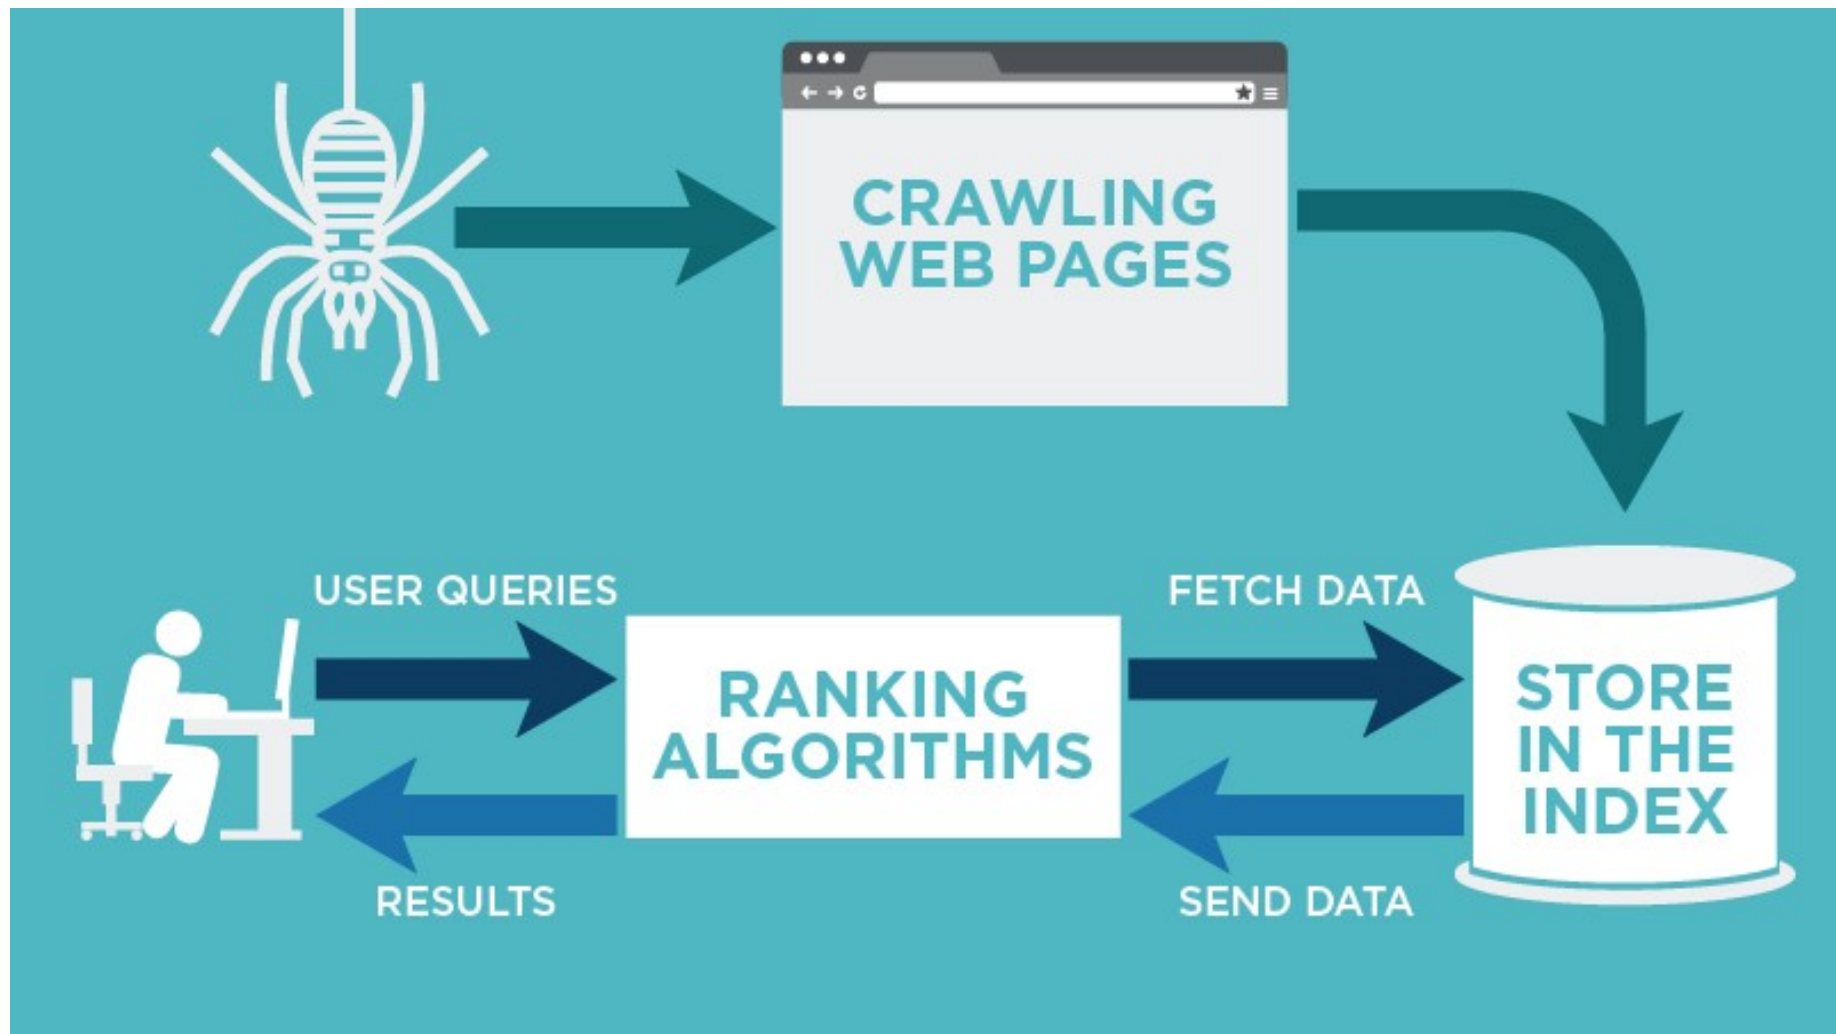 CRAWLING
WEB PAGES
USER QUERIES
FETCH DATA
RANKING
ALGORITHMS
STORE
IN THE
INDEX
RESULTS
SEND DATA